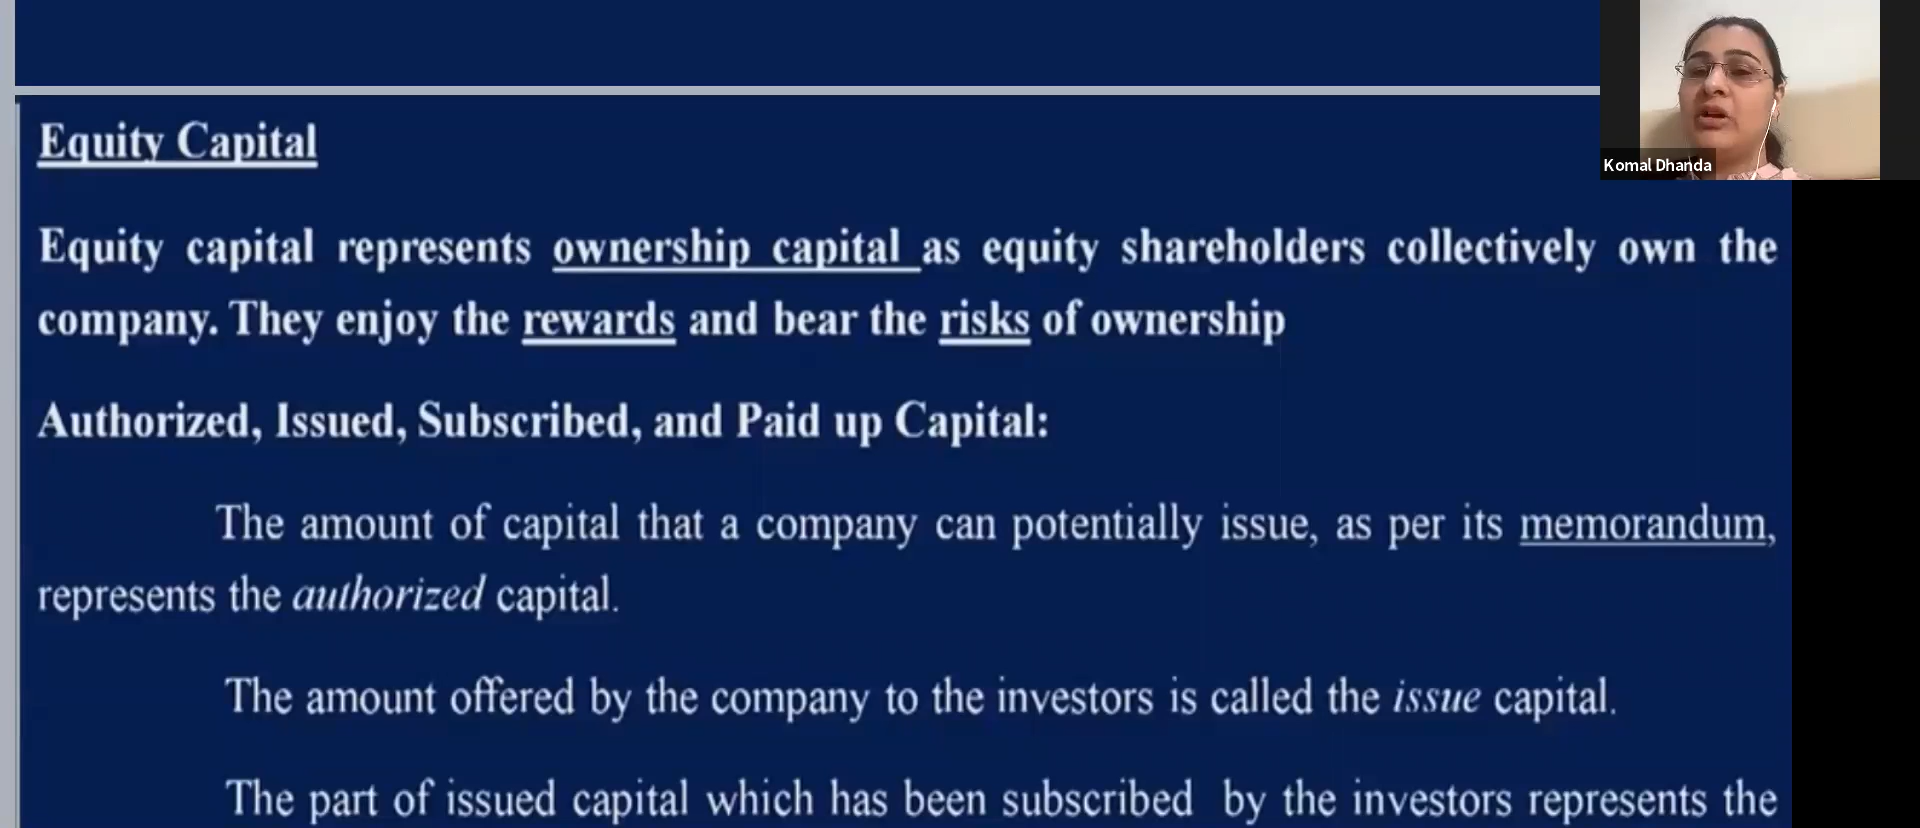 Equity Capital
Komal Dhanda
Equity capital represents ownership capital as equity shareholders collectively own the
company. They enjoy the rewards and bear the risks of ownership
Authorized, Issued, Subscribed, and Paid up Capital:
The amount of capital that a company can potentially issue, as per its memorandum,
represents the authorized capital.
The amount offered by the company to the investors is called the issue capital.
The part of issued capital which has been subscribed by the investors represents the